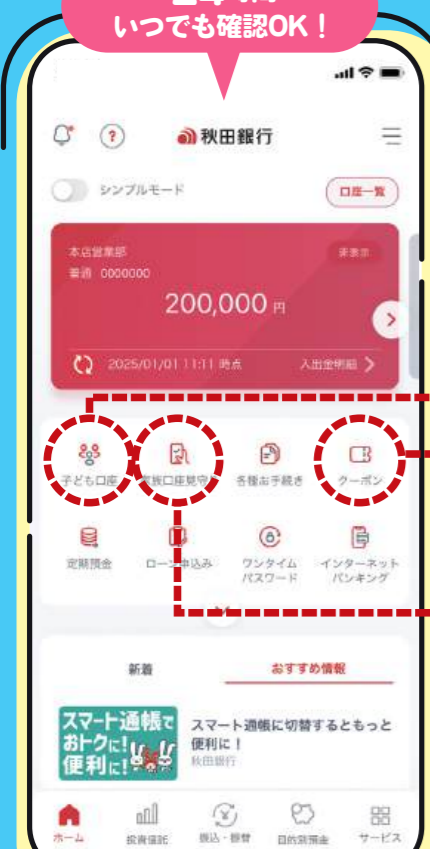 いつでも確認OK！
秋田銀行
シンプルモード
口座一覧
本店営業部
非表示
普通 0000000
200,000 円
2025/01/01 11:11 時点
入出金明細
子ども口座
家族口座見守り
各種お手続き
クーポン
定期預金
ローン申込み
ワンタイム
パスワード
インターネット
バンキング
新着
おすすめ情報
スマート通帳で
おトクに!
便利に!
スマート通帳に切替するともっと
便利に！
秋田銀行
ホーム
投資信託
振込・振替
目的別預金
サービス